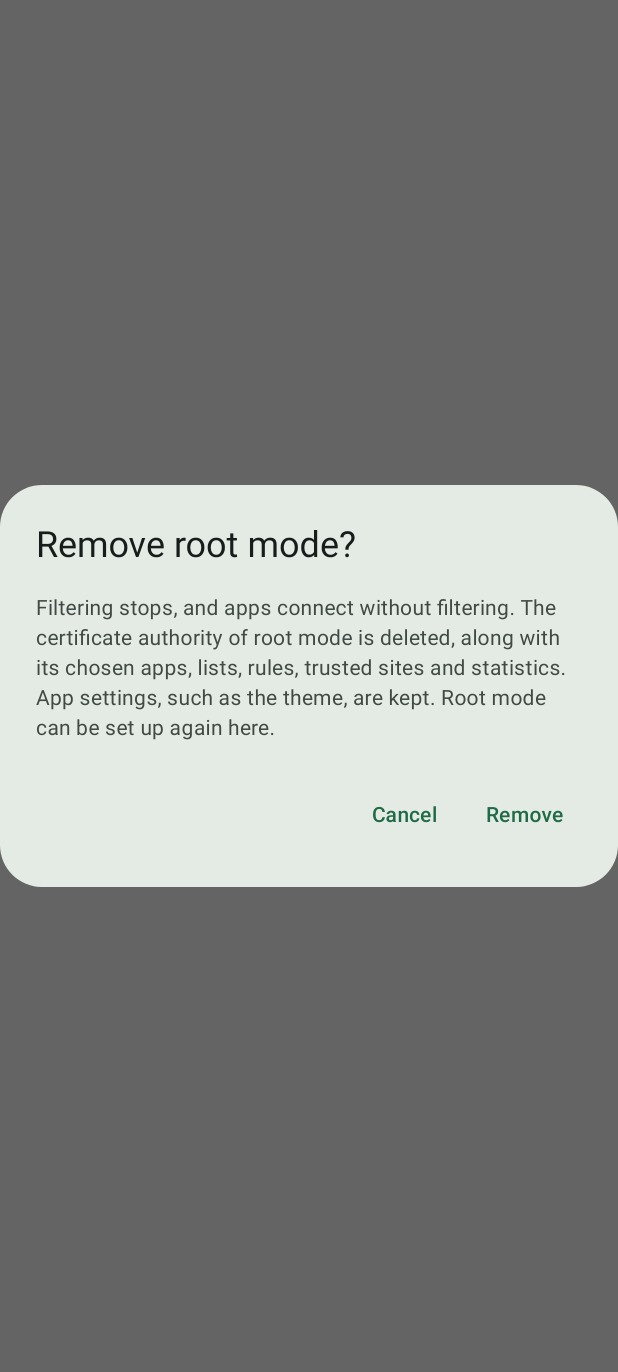 Remove root mode?
Filtering stops, and apps connect without filtering. The
certificate authority of root mode is deleted, along with
its chosen apps, lists, rules, trusted sites and statistics.
App settings, such as the theme, are kept. Root mode
can be set up again here.
Cancel Remove